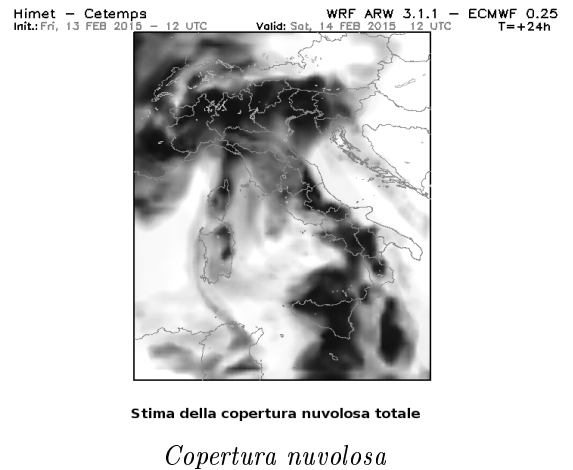 Himet - Cetemps WRF ARW 3.1.1 - ECMWF 0.25
Init.: Fri, 13 FEB 2015 - 12 UTC Valid: Sat, 14 FEB 2015 12 UTC T=+24h
Stima della copertura nuvolosa totale
Copertura nuvolosa